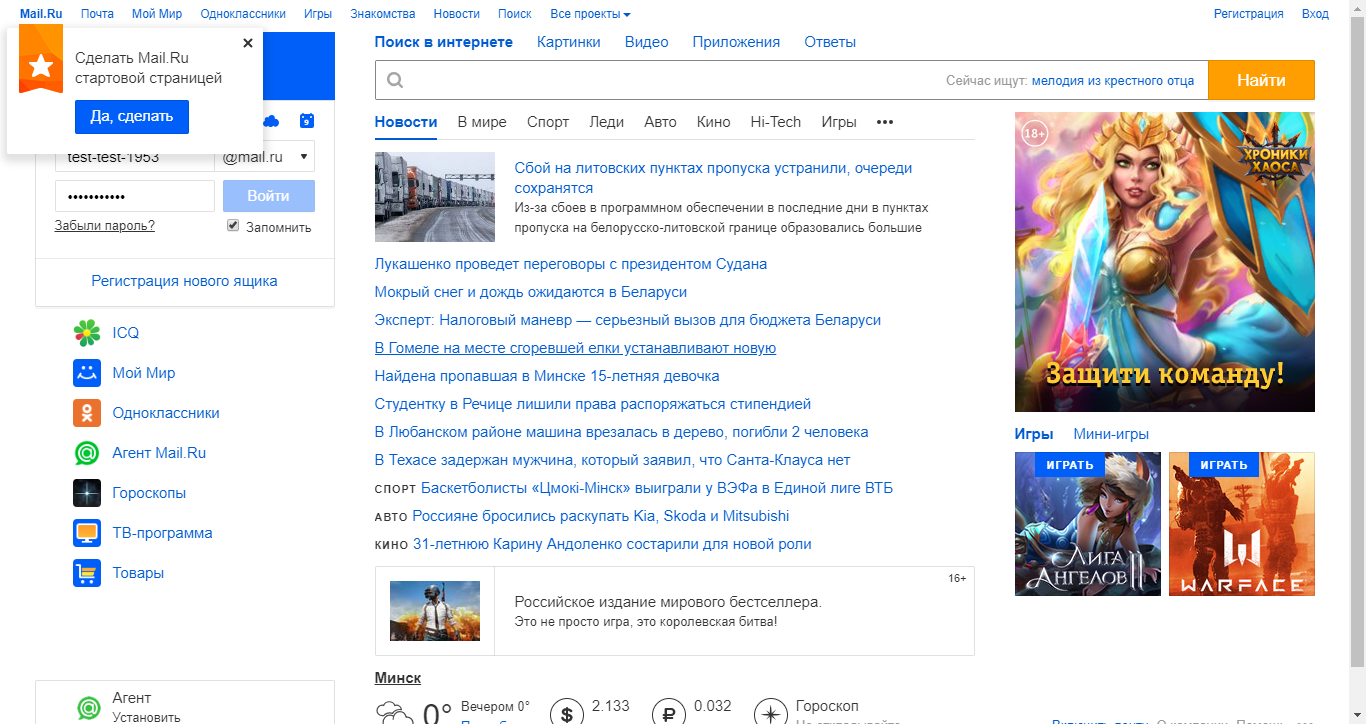 Mail.Ru Почта Мой Мир Одноклассники Игры Знакомства Новости Поиск Все проекты Регистрация Вход
Сделать Mail.Ru
стартовой страницей
Да, сделать
9
test-test-1953 @mail.ru
•••••••••••
Войти
Забыли пароль? Запомнить
Регистрация нового ящика
ICQ
Мой Мир
Одноклассники
Агент Mail.Ru
Гороскопы
ТВ-программа
Товары
Агент
Установить
Поиск в интернете Картинки Видео Приложения Ответы
Сейчас ищут: мелодия из крестного отца Найти
Новости В мире Спорт Леди Авто Кино Hi-Tech Игры •••
Сбой на литовских пунктах пропуска устранили, очереди
сохранятся
Из-за сбоев в программном обеспечении в последние дни в пунктах
пропуска на белорусско-литовской границе образовались большие
Лукашенко проведет переговоры с президентом Судана
Мокрый снег и дождь ожидаются в Беларуси
Эксперт: Налоговый маневр — серьезный вызов для бюджета Беларуси
В Гомеле на месте сгоревшей елки устанавливают новую
Найдена пропавшая в Минске 15-летняя девочка
Студентку в Речице лишили права распоряжаться стипендией
В Любанском районе машина врезалась в дерево, погибли 2 человека
В Техасе задержан мужчина, который заявил, что Санта-Клауса нет
СПОРТ Баскетболисты «Цмокі-Мінск» выиграли у ВЭФа в Единой лиге ВТБ
АВТО Россияне бросились раскупать Kia, Skoda и Mitsubishi
КИНО 31-летнюю Карину Андоленко состарили для новой роли
16+
Российское издание мирового бестселлера.
Это не просто игра, это королевская битва!
Минск
0° Вечером 0° $ 2.133 ₽ 0.032 Гороскоп
18+
ХРОНИКИ
ХАОСА
Защити команду!
Игры Мини-игры
ИГРАТЬ ИГРАТЬ
ЛИГА
АНГЕЛОВ II
WARFACE